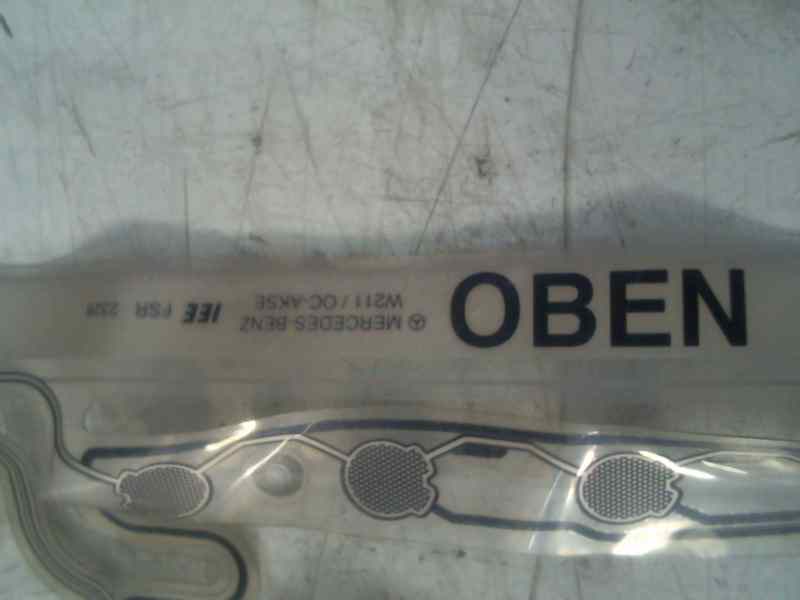 OBEN
MERCEDES-BENZ
W211 / OC-AKSE
IEE FSR